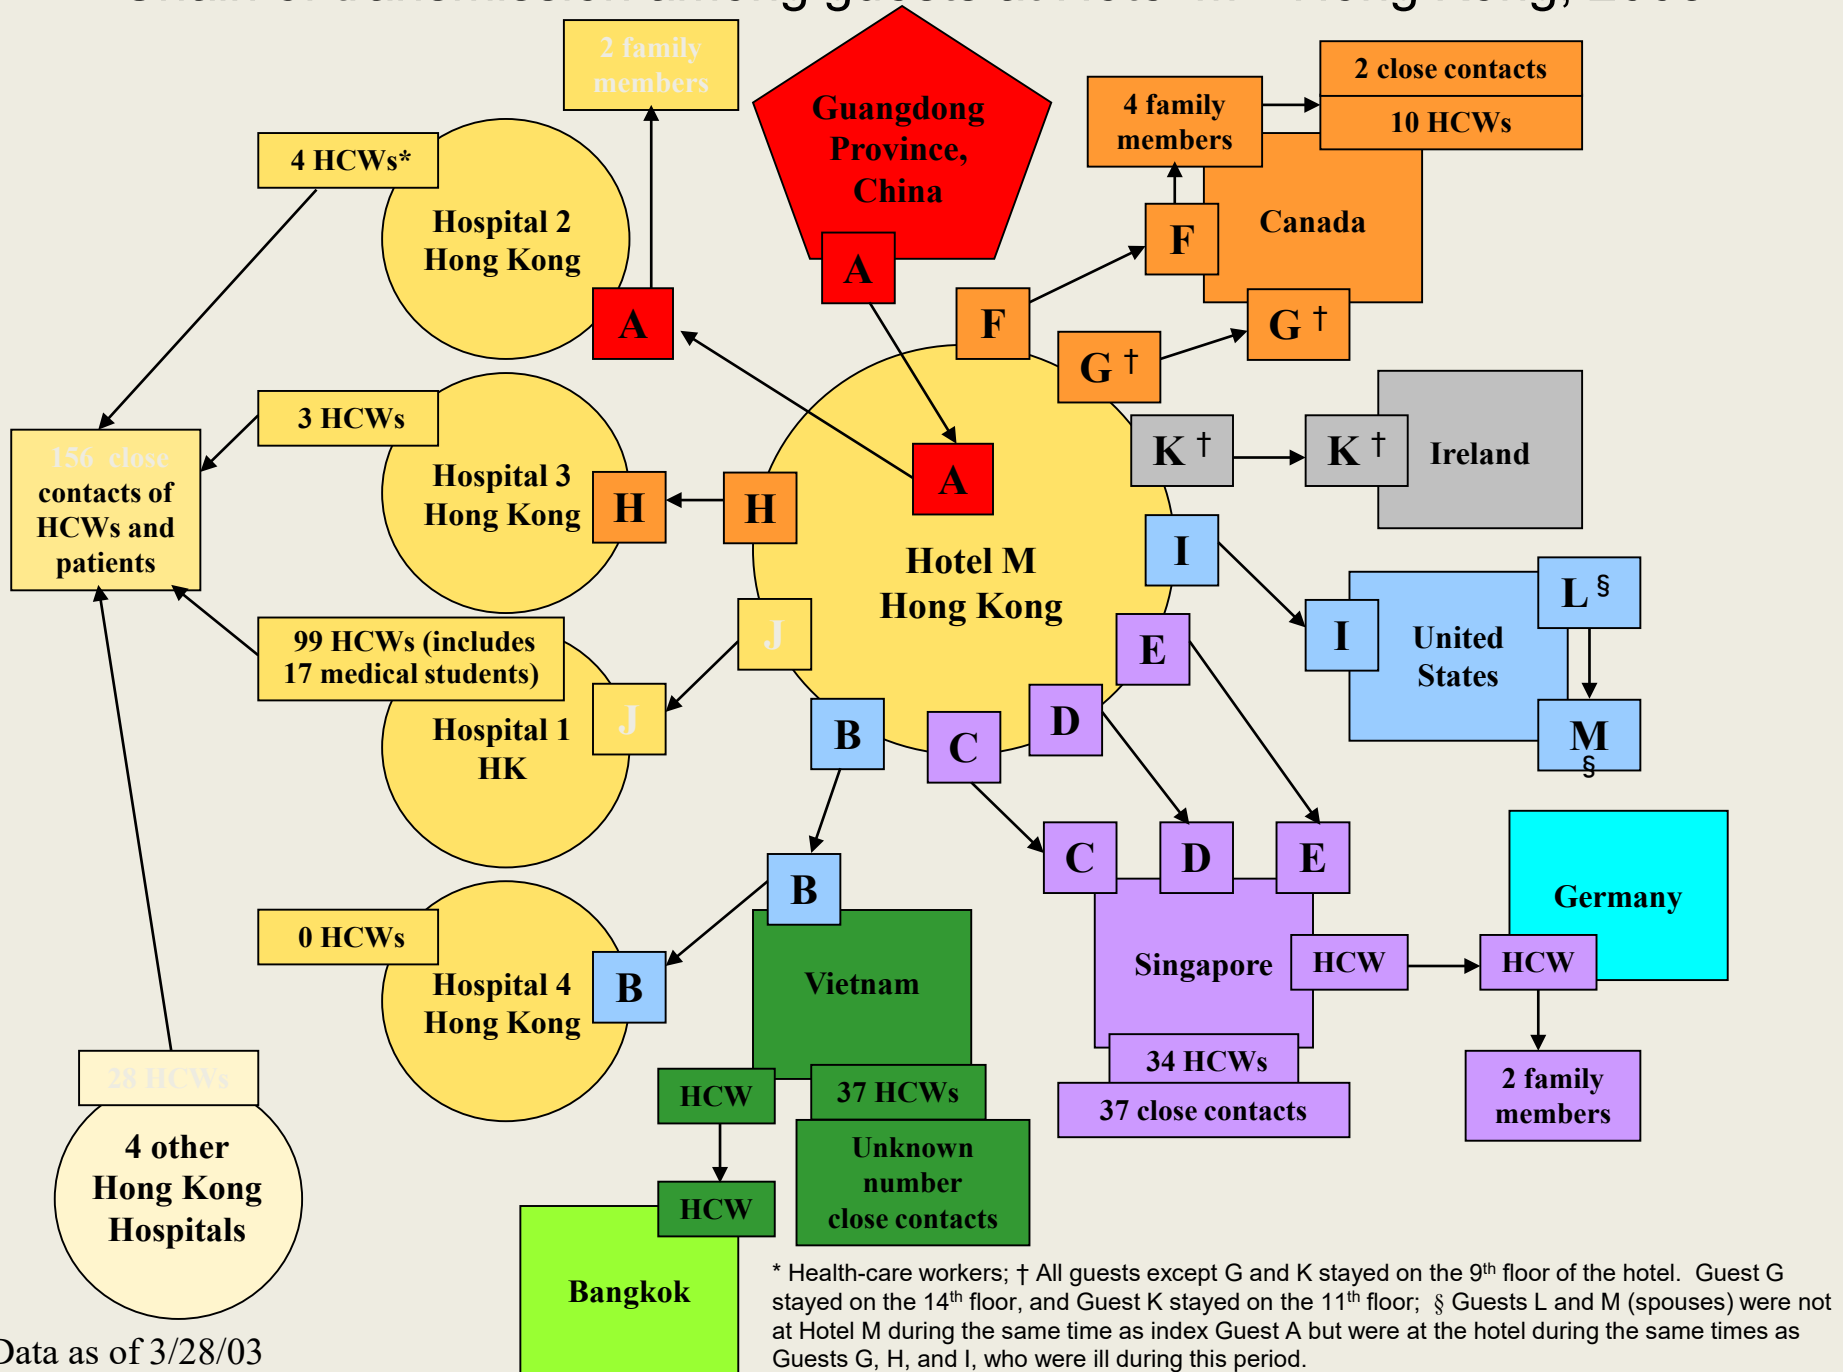 2 family
members
Guangdong
Province,
China
A
4 family
members
2 close contacts
10 HCWs
Canada
F
G †
4 HCWs*
Hospital 2
Hong Kong
A
F
G †
K †
K †
Ireland
3 HCWs
Hospital 3
Hong Kong
H
H
A
Hotel M
Hong Kong
I
I
United
States
L §
M
§
156 close
contacts of
HCWs and
patients
99 HCWs (includes
17 medical students)
Hospital 1
HK
J
J
B
C
D
E
B
C
D
E
0 HCWs
Hospital 4
Hong Kong
B
Vietnam
Singapore
HCW
HCW
Germany
34 HCWs
37 close contacts
2 family
members
HCW
37 HCWs
Unknown
number
close contacts
HCW
Bangkok
28 HCWs
4 other
Hong Kong
Hospitals
* Health-care workers; † All guests except G and K stayed on the 9th floor of the hotel. Guest G
stayed on the 14th floor, and Guest K stayed on the 11th floor; § Guests L and M (spouses) were not
at Hotel M during the same time as index Guest A but were at the hotel during the same times as
Guests G, H, and I, who were ill during this period.
Data as of 3/28/03